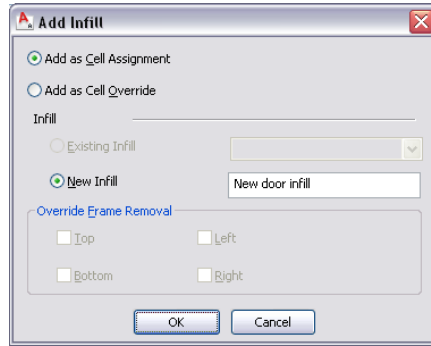 Add Infill
Add as Cell Assignment
Add as Cell Override
Infill
Existing Infill
New Infill
New door infill
Override Frame Removal
Top
Left
Bottom
Right
OK
Cancel